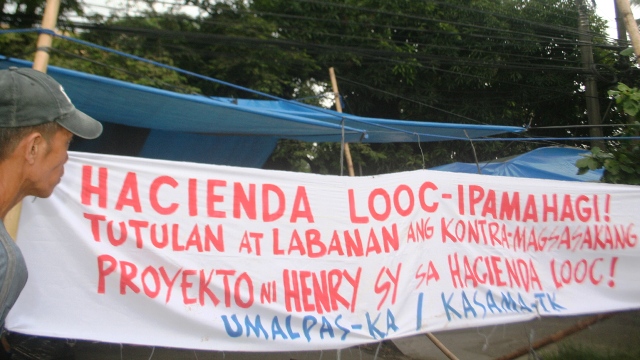 HACIENDA LOOC-IPAMAHAGI!
TUTULAN AT LABANAN ANG KONTRA-MAGSASAKANG
PROYEKTO NI HENRY SY SA HACIENDA LOOC!
UMALPAS-KA / KASAMA-TK